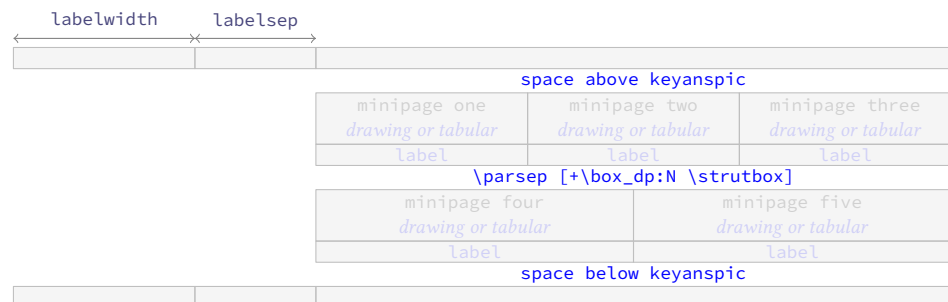 labelwidth labelsep
space above keyanspic
minipage one minipage two minipage three
drawing or tabular drawing or tabular drawing or tabular
label label label
\parsep [+\box_dp:N \strutbox]
minipage four minipage five
drawing or tabular drawing or tabular
label label
space below keyanspic